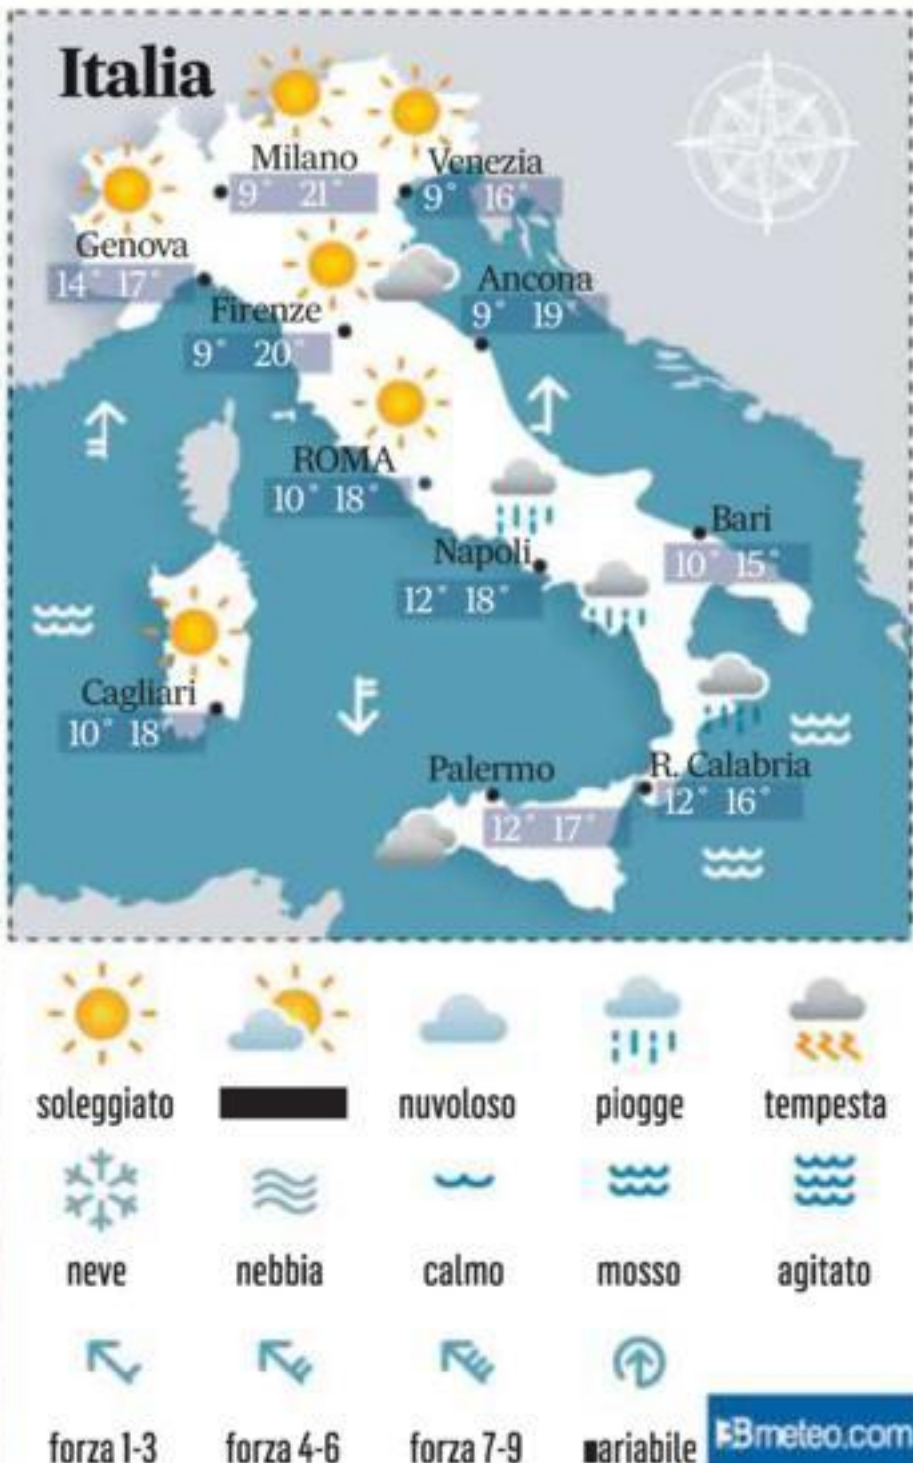 Italia
Milano
9° 21°
Venezia
9° 16°
Genova
14° 17°
Firenze
9° 20°
Ancona
9° 19°
ROMA
10° 18°
Napoli
12° 18°
Bari
10° 15°
Cagliari
10° 18°
Palermo
12° 17°
R. Calabria
12° 16°
soleggiato
nuvoloso
piogge
tempesta
neve
nebbia
calmo
mosso
agitato
forza 1-3
forza 4-6
forza 7-9
ariabile
3Bmeteo.com